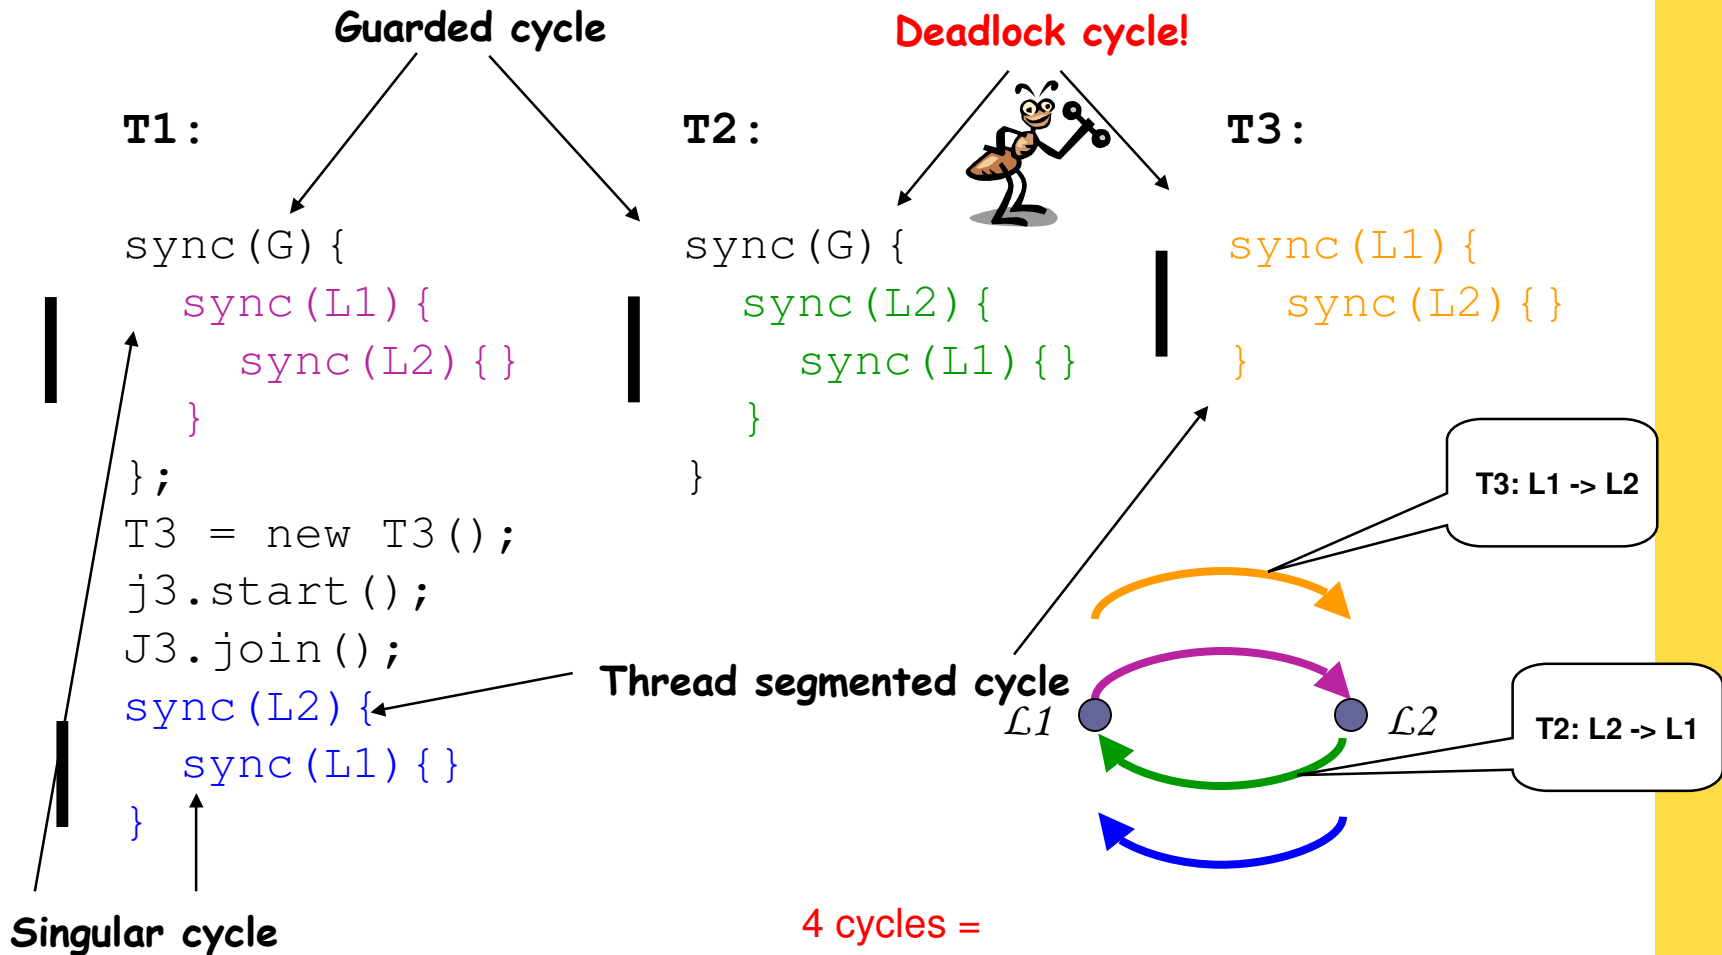 Guarded cycle
Deadlock cycle!
T1:
sync(G){
sync(L1){
sync(L2){}
}
};
T3 = new T3();
j3.start();
J3.join();
sync(L2){
sync(L1){}
}
T2:
sync(G){
sync(L2){
sync(L1){}
}
}
T3:
sync(L1){
sync(L2){}
}
T3: L1 -> L2
Thread segmented cycle
L1
L2
T2: L2 -> L1
Singular cycle
4 cycles =